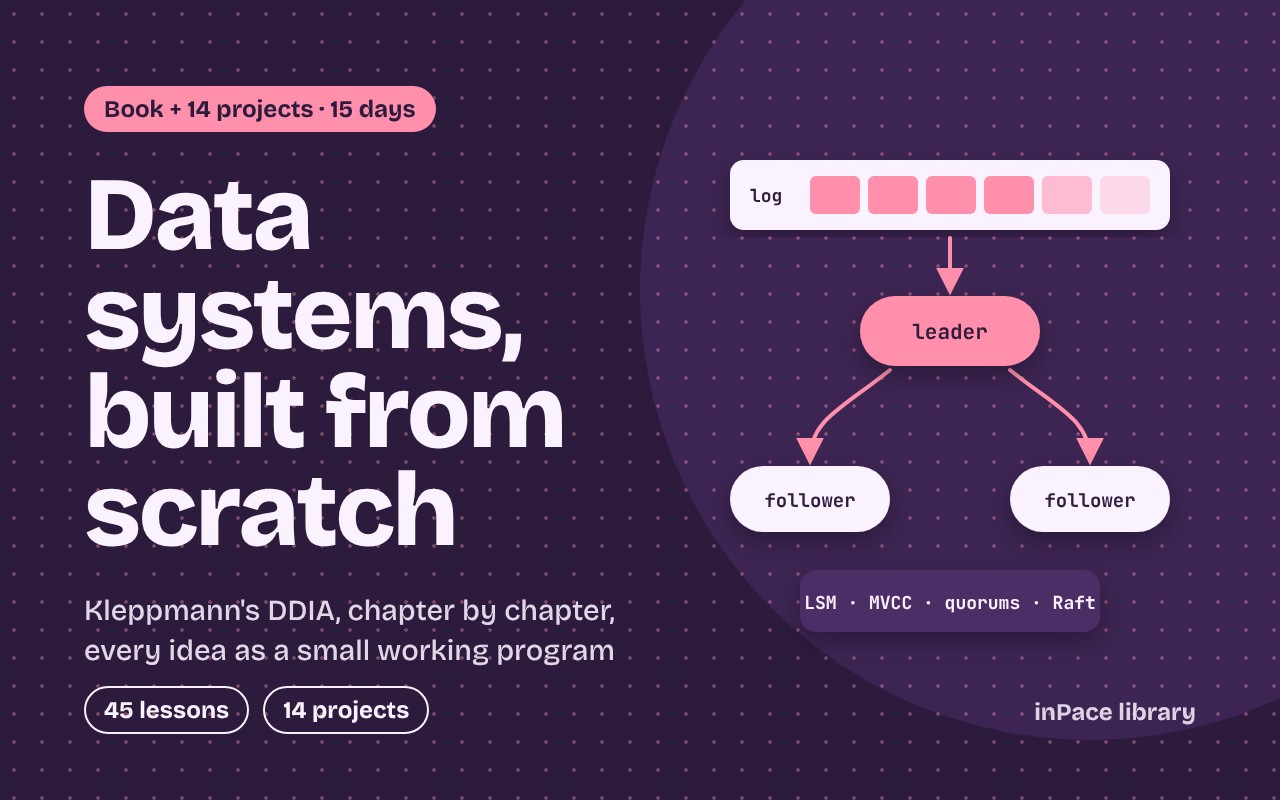 Book + 14 projects · 15 days
Data
systems,
built from
scratch
Kleppmann's DDIA, chapter by chapter,
every idea as a small working program
45 lessons
14 projects
log
leader
follower
follower
LSM · MVCC · quorums · Raft
inPace library